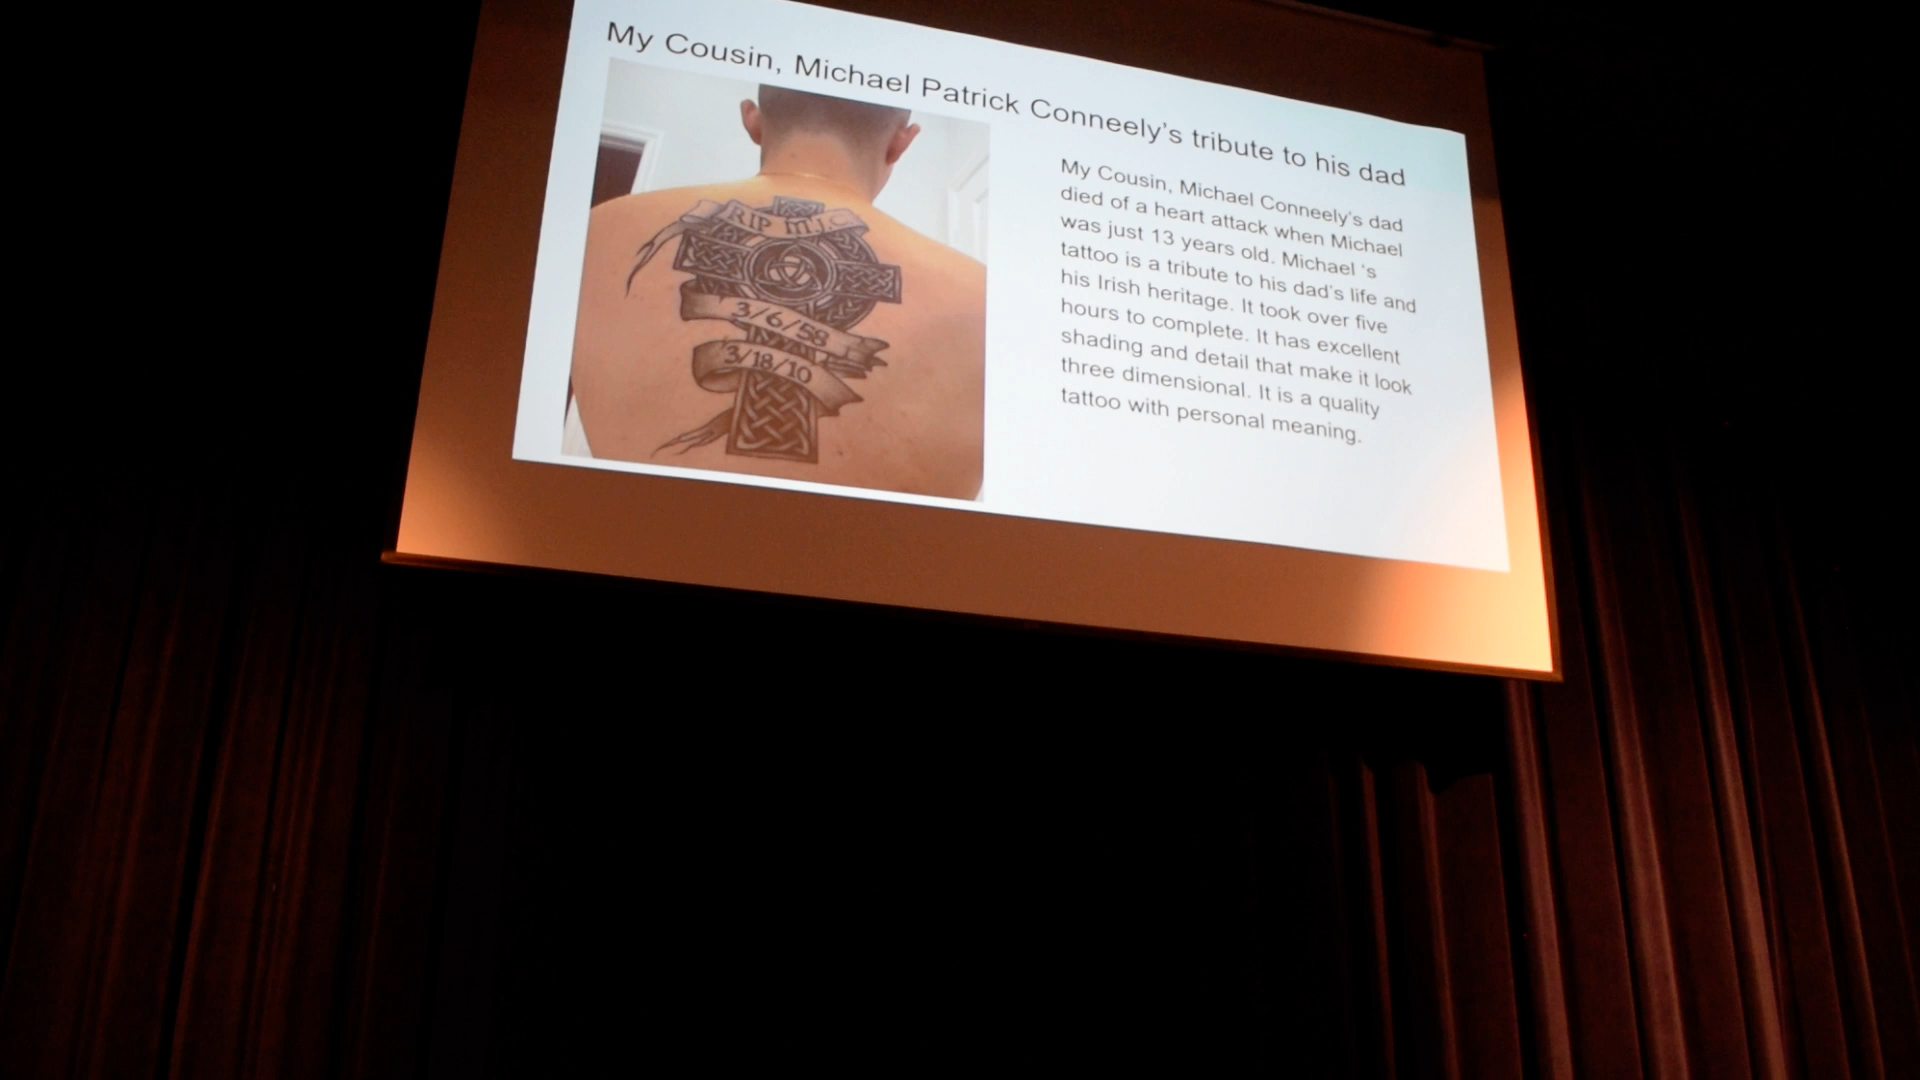 My Cousin, Michael Patrick Conneely's tribute to his dad
RIP M.J.C.
3/6/58
3/18/10
My Cousin, Michael Conneely's dad
died of a heart attack when Michael
was just 13 years old. Michael 's
tattoo is a tribute to his dad's life and
his Irish heritage. It took over five
hours to complete. It has excellent
shading and detail that make it look
three dimensional. It is a quality
tattoo with personal meaning.